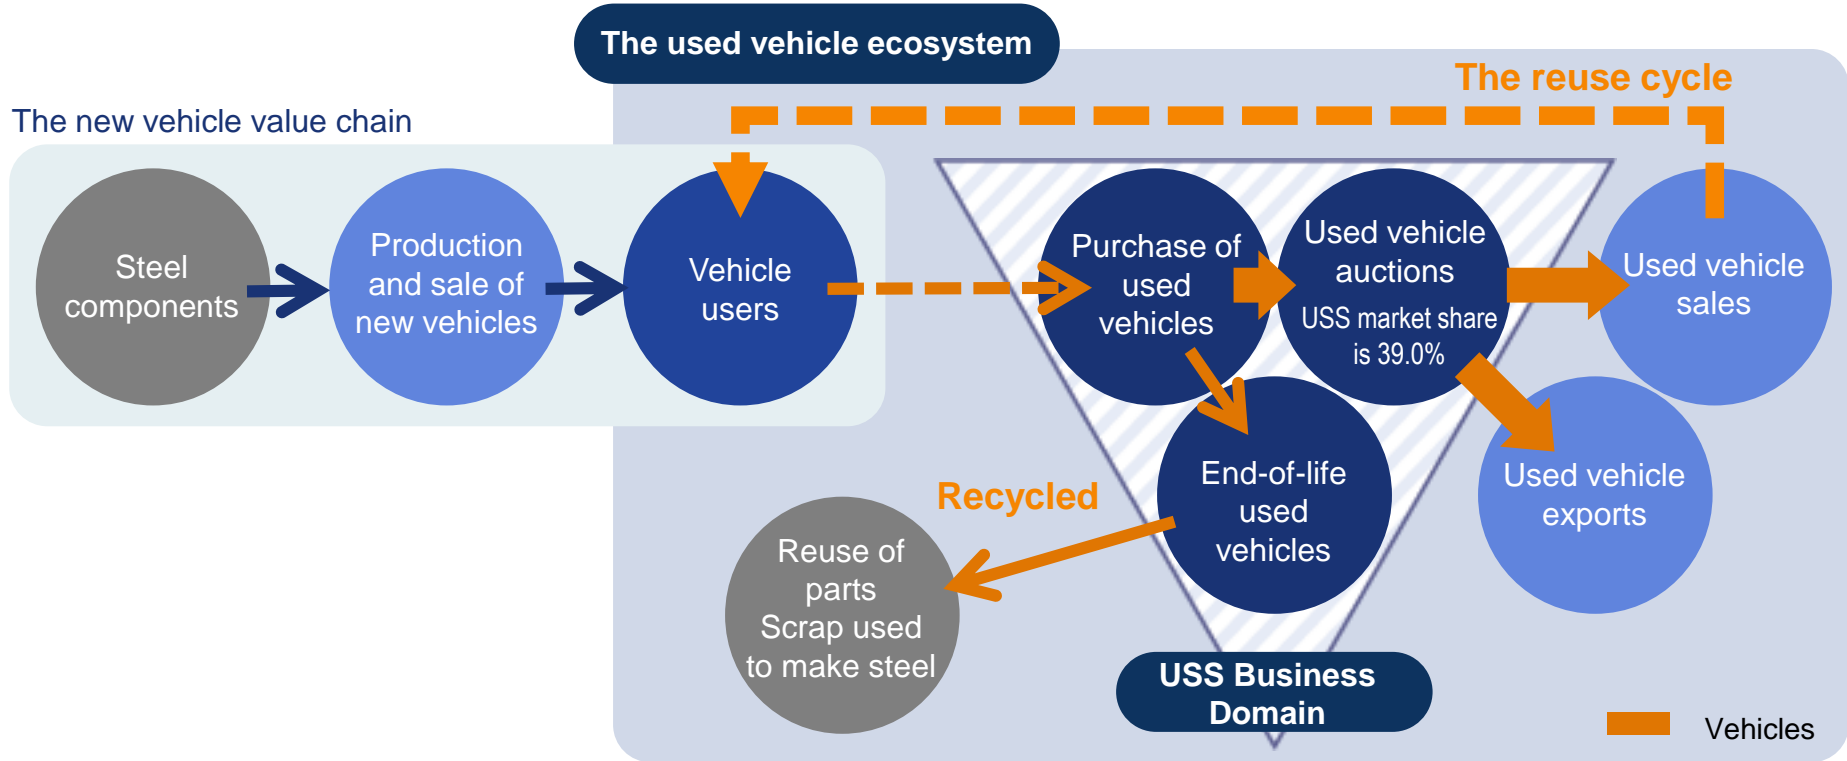 The used vehicle ecosystem
The reuse cycle
The new vehicle value chain
Steel
components
Production
and sale of
new vehicles
Vehicle
users
Purchase of
used
vehicles
Used vehicle
auctions
USS market share
is 39.0%
Used vehicle
sales
Used vehicle
exports
End-of-life
used
vehicles
Recycled
Reuse of
parts
Scrap used
to make steel
USS Business
Domain
Vehicles